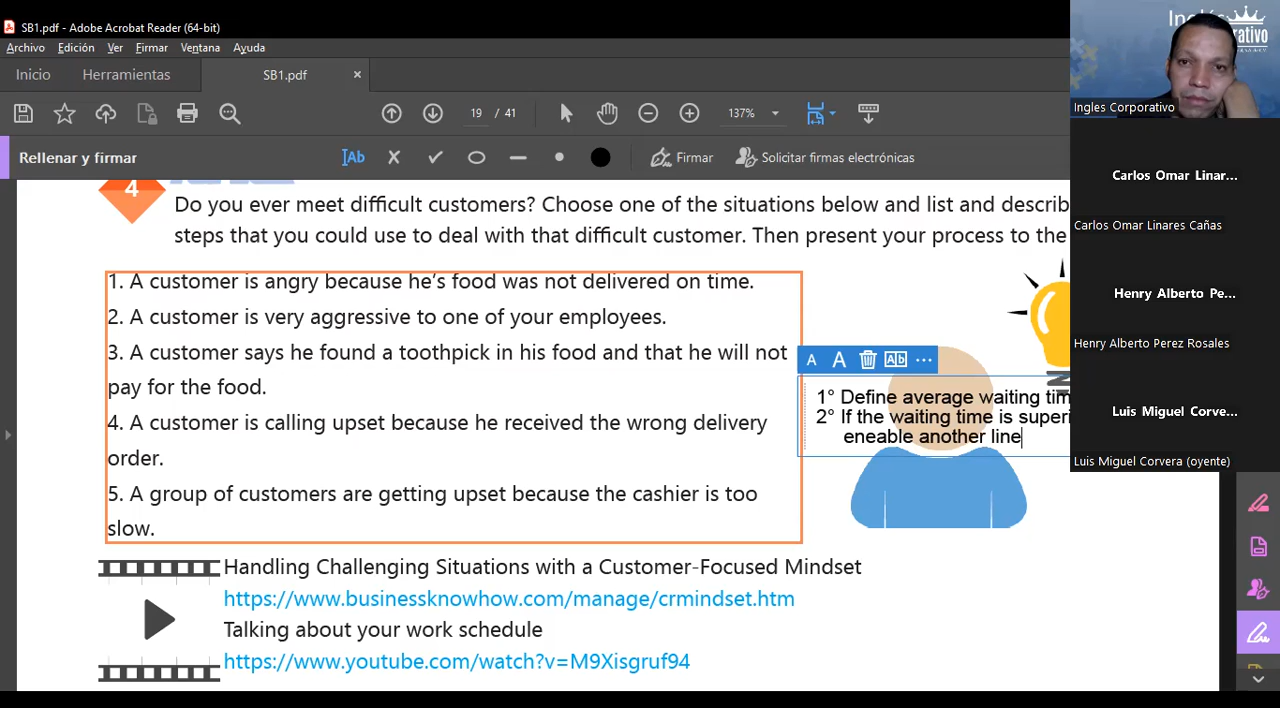 SB1.pdf - Adobe Acrobat Reader (64-bit)
Archivo Edición Ver Firmar Ventana Ayuda
Inicio Herramientas SB1.pdf ×
19 / 41 137%
Rellenar y firmar Ab Firmar Solicitar firmas electrónicas
4
Do you ever meet difficult customers? Choose one of the situations below and list and describ
steps that you could use to deal with that difficult customer. Then present your process to the
1. A customer is angry because he's food was not delivered on time.
2. A customer is very aggressive to one of your employees.
3. A customer says he found a toothpick in his food and that he will not
pay for the food.
4. A customer is calling upset because he received the wrong delivery
order.
5. A group of customers are getting upset because the cashier is too
slow.
A A Ab ...
1° Define average waiting tim
2° If the waiting time is superi
eneable another line
Handling Challenging Situations with a Customer-Focused Mindset
https://www.businessknowhow.com/manage/crmindset.htm
Talking about your work schedule
https://www.youtube.com/watch?v=M9Xisgruf94
Ingles Corporativo
Carlos Omar Linar...
Carlos Omar Linares Cañas
Henry Alberto Pe...
Henry Alberto Perez Rosales
Luis Miguel Corve...
Luis Miguel Corvera (oyente)